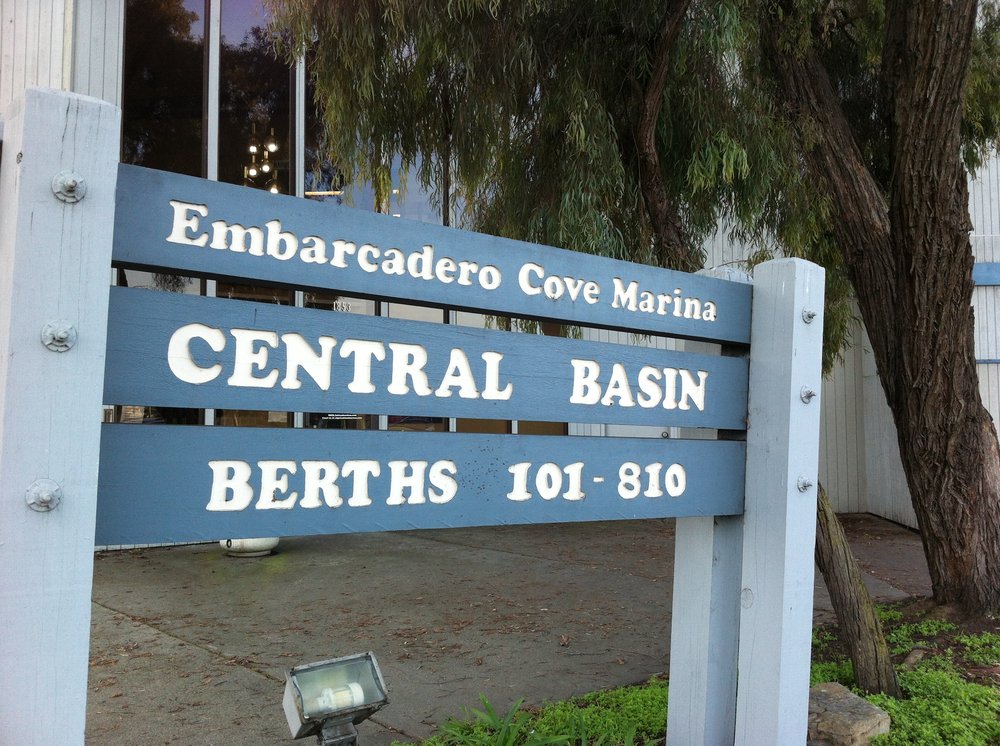 Embarcadero Cove Marina
CENTRAL BASIN
BERTHS 101-810